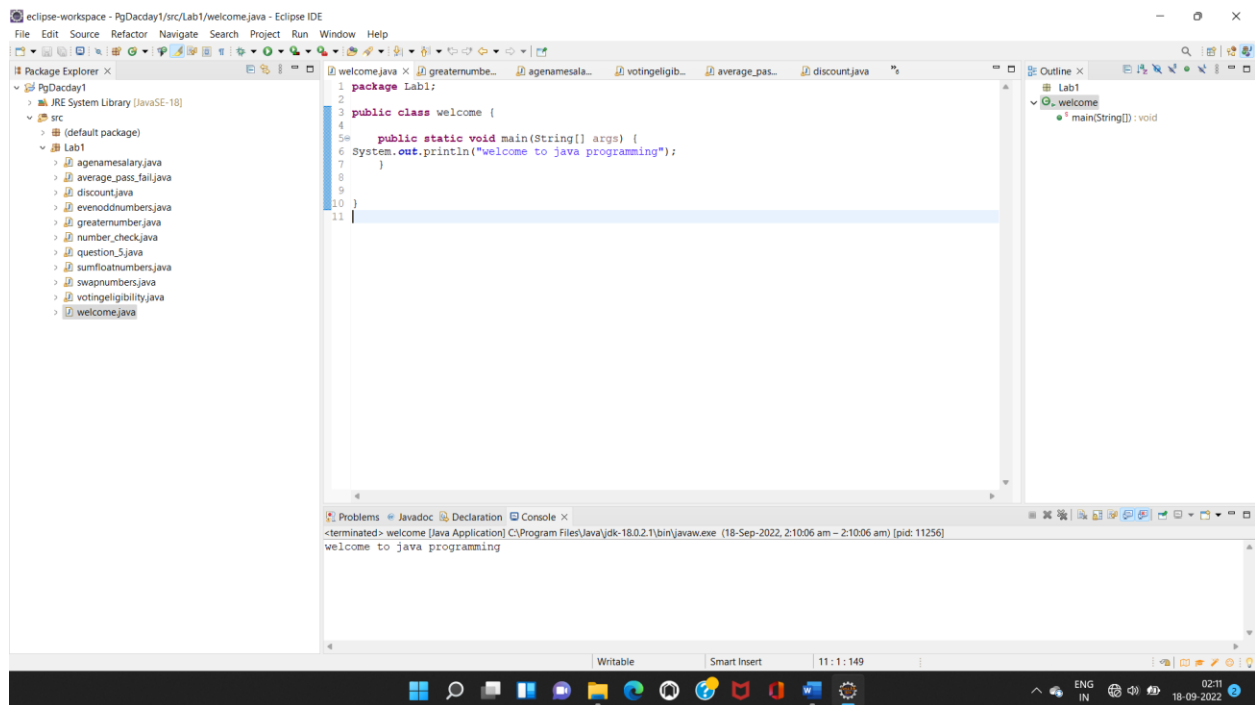 eclipse-workspace - PgDacday1/src/Lab1/welcome.java - Eclipse IDE
File Edit Source Refactor Navigate Search Project Run Window Help
Package Explorer
PgDacday1
JRE System Library [JavaSE-18]
src
(default package)
Lab1
agenamesalary.java
average_pass_fail.java
discount.java
evenoddnumbers.java
greaternumber.java
number_check.java
question_5.java
sumfloatnumbers.java
swapnumbers.java
votingeligibility.java
welcome.java
welcome.java greaternumbe... agenamesala... votingeligib... average_pas... discount.java »8
1 package Lab1;
2
3 public class welcome {
4
5 public static void main(String[] args) {
6 System.out.println("welcome to java programming");
7 }
8
9
10 }
11
Outline
Lab1
welcome
main(String[]) : void
Problems Javadoc Declaration Console
<terminated> welcome [Java Application] C:\Program Files\Java\jdk-18.0.2.1\bin\javaw.exe (18-Sep-2022, 2:10:06 am – 2:10:06 am) [pid: 11256]
welcome to java programming
Writable Smart Insert 11 : 1 : 149
ENG
IN
02:11
18-09-2022
2